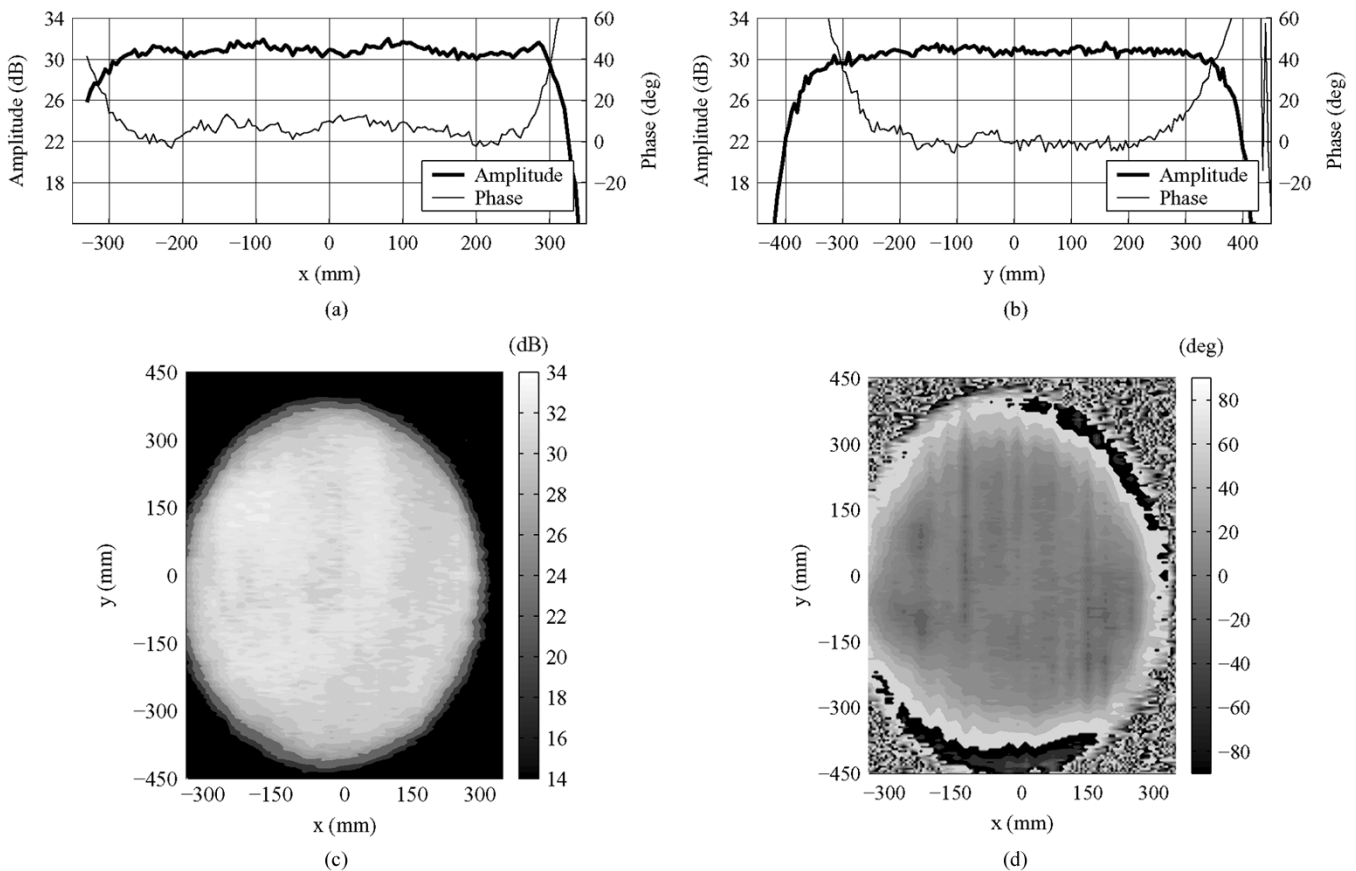 34 60 34 60
30 40 30 40
26 20 26 20
22 0 22 0
18 −20 18 −20
Amplitude (dB)
Phase (deg)
Amplitude (dB)
Phase (deg)
Amplitude
Phase
Amplitude
Phase
−300 −200 −100 0 100 200 300
−400 −300 −200 −100 0 100 200 300 400
x (mm)
y (mm)
(a)
(b)
(dB)
(deg)
450
300
150
0
−150
−300
−450
y (mm)
34
32
30
28
26
24
22
20
18
16
14
−300 −150 0 150 300
x (mm)
(c)
450
300
150
0
−150
−300
−450
y (mm)
80
60
40
20
0
−20
−40
−60
−80
−300 −150 0 150 300
x (mm)
(d)